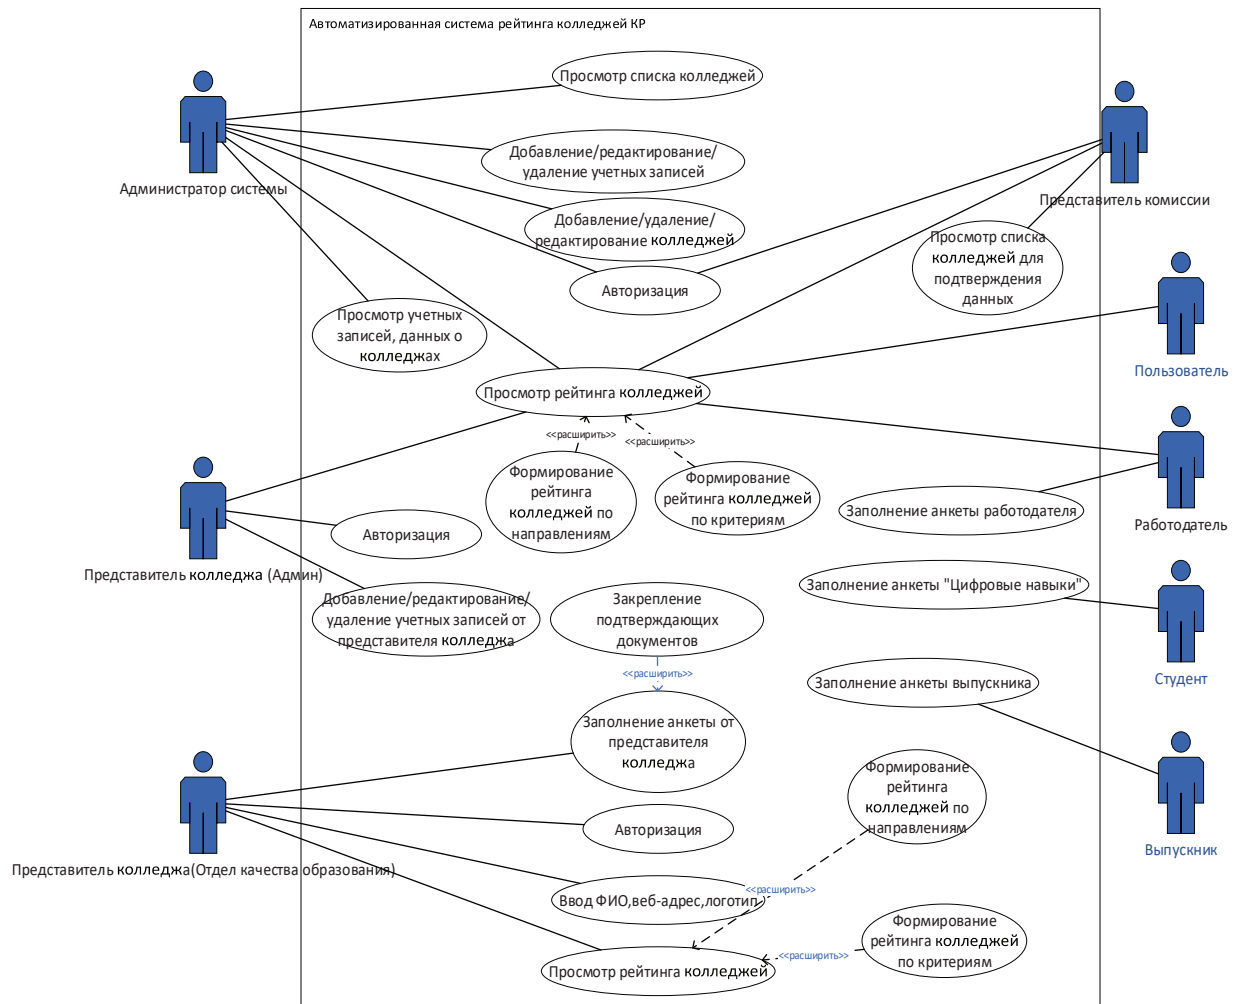 Автоматизированная система рейтинга колледжей КР
Просмотр списка колледжей
Администратор системы
Добавление/редактирование/
удаление учетных записей
Представитель комиссии
Добавление/удаление/
редактирование колледжей
Просмотр списка
колледжей для
подтверждения
данных
Авторизация
Просмотр учетных
записей, данных о
колледжах
Пользователь
Просмотр рейтинга колледжей
<<расширить>>
<<расширить>>
Формирование
рейтинга
колледжей по
направлениям
Формирование
рейтинга колледжей
по критериям
Заполнение анкеты работодателя
Работодатель
Авторизация
Представитель колледжа (Админ)
Заполнение анкеты "Цифровые навыки"
Добавление/редактирование/
удаление учетных записей от
представителя колледжа
Закрепление
подтверждающих
документов
<<расширить>>
Студент
Заполнение анкеты выпускника
Заполнение анкеты от
представителя
колледжа
Формирование
рейтинга
колледжей по
направлениям
Авторизация
Выпускник
Представитель колледжа(Отдел качества образования)
<<расширить>>
Ввод ФИО,веб-адрес,логотип
Формирование
рейтинга колледжей
по критериям
<<расширить>>
Просмотр рейтинга колледжей